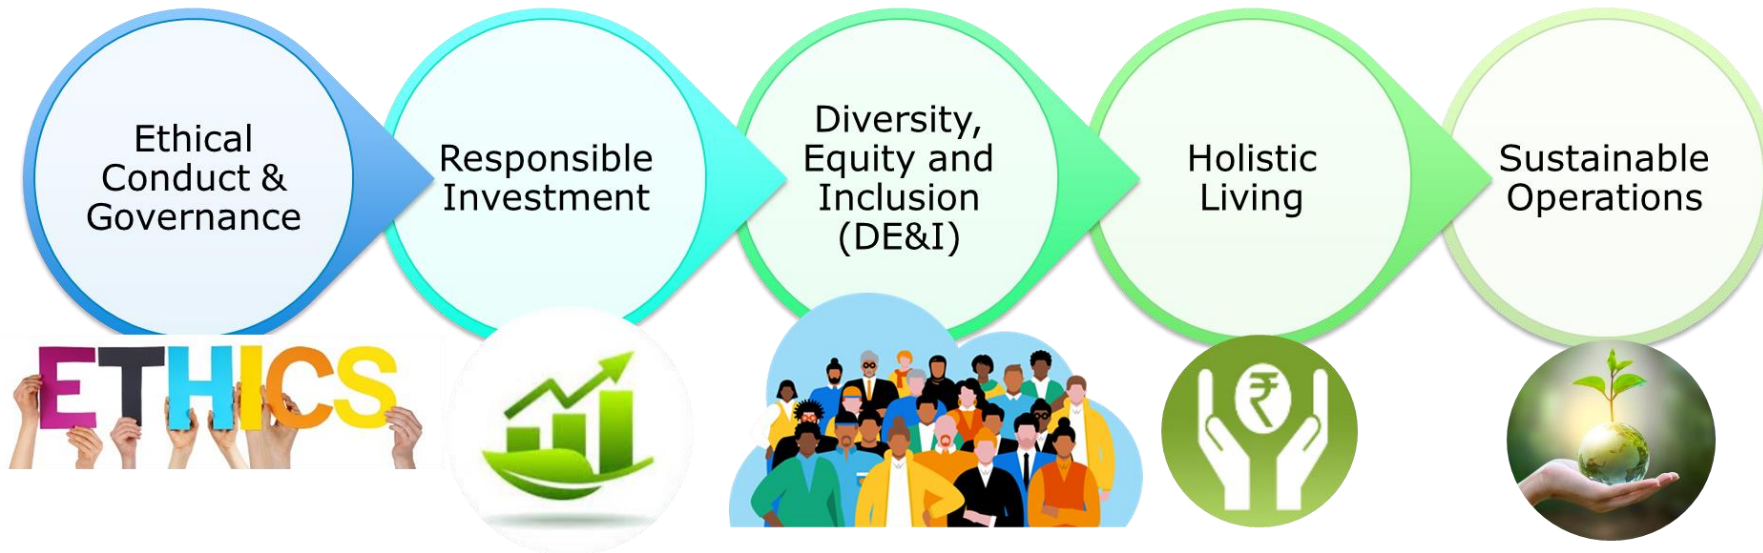 Ethical
Conduct &
Governance
Responsible
Investment
Diversity,
Equity and
Inclusion
(DE&I)
Holistic
Living
Sustainable
Operations
ETHICS
₹